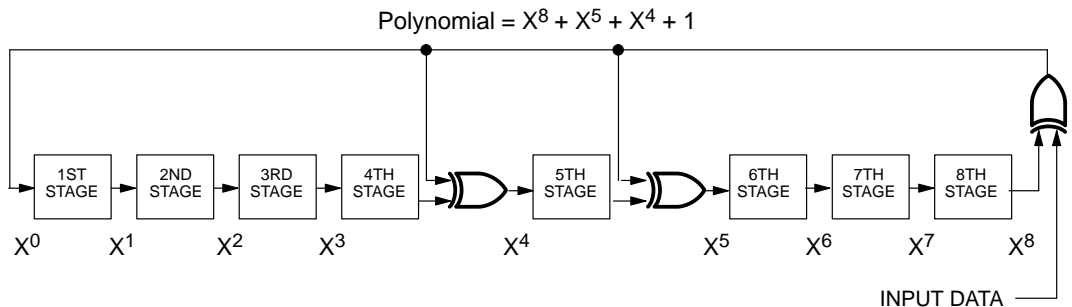 Polynomial = X⁸ + X⁵ + X⁴ + 1
1ST
STAGE
2ND
STAGE
3RD
STAGE
4TH
STAGE
5TH
STAGE
6TH
STAGE
7TH
STAGE
8TH
STAGE
X⁰ X¹ X² X³ X⁴ X⁵ X⁶ X⁷ X⁸
INPUT DATA